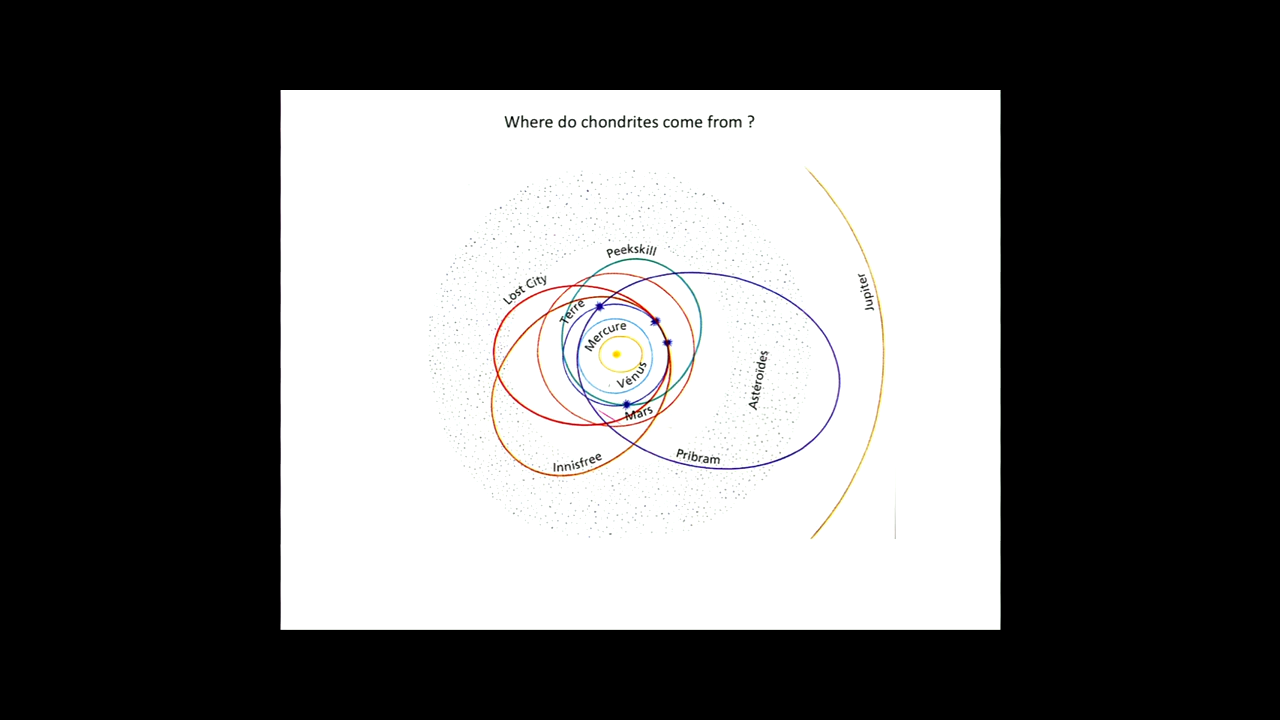 Where do chondrites come from ?
Peekskill
Lost City
Jupiter
Terre
Mercure
Vénus
Astéroïdes
Mars
Innisfree
Pribram